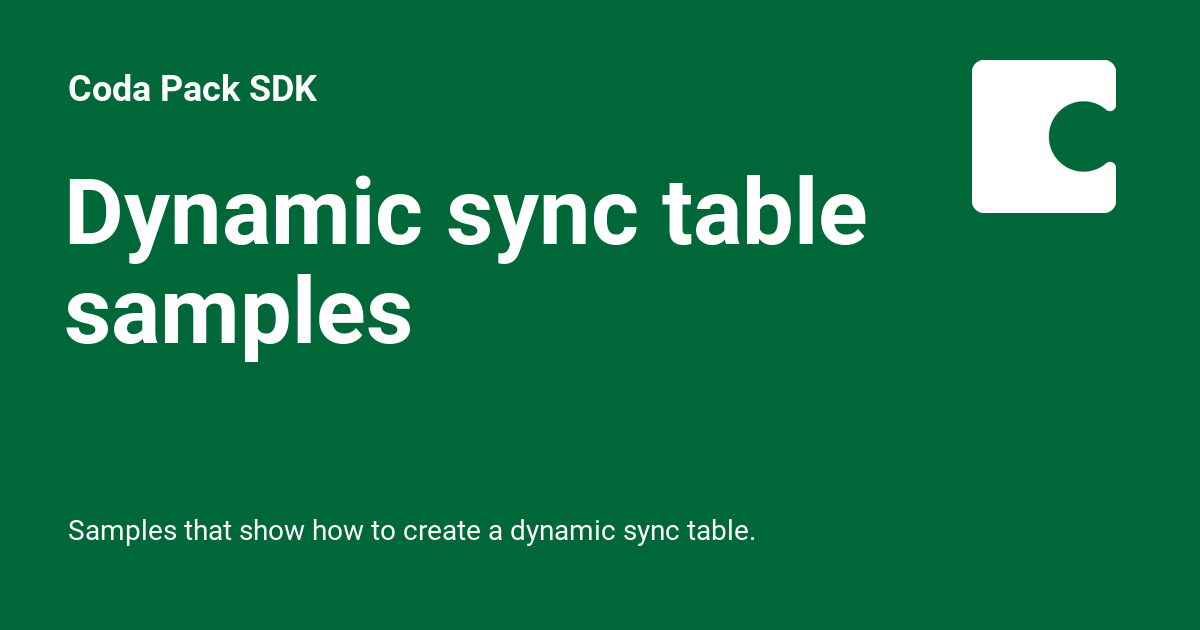 Coda Pack SDK
Dynamic sync table
samples
Samples that show how to create a dynamic sync table.